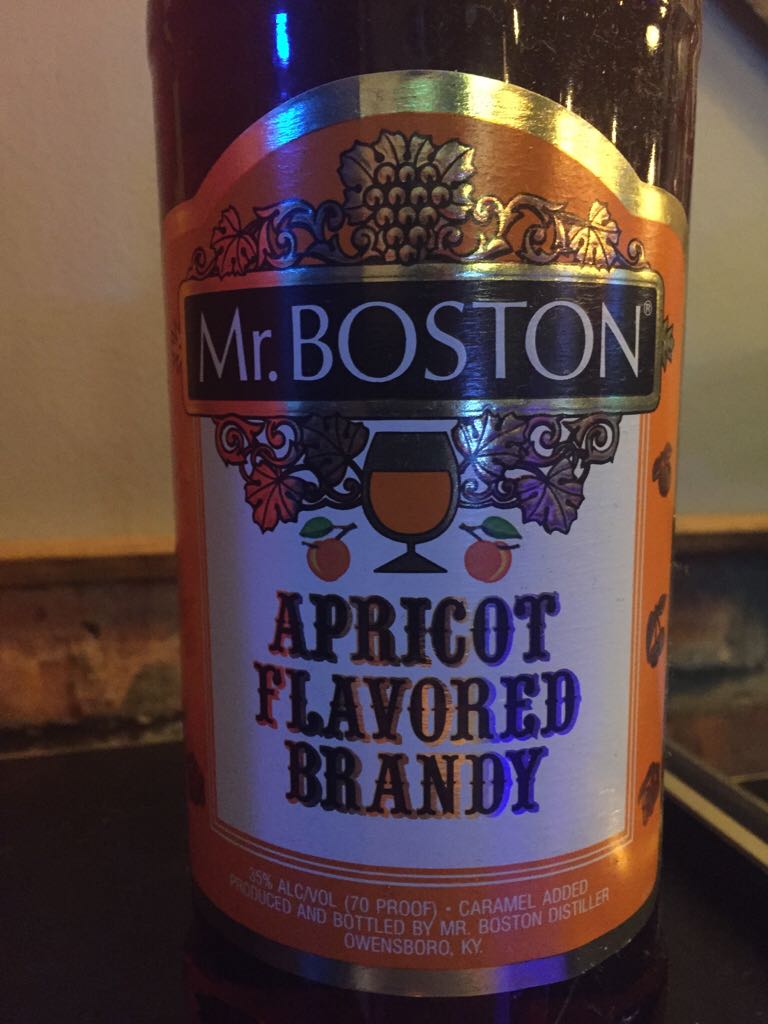 Mr. BOSTON®
APRICOT
FLAVORED
BRANDY
35% ALC/VOL (70 PROOF) • CARAMEL ADDED
PRODUCED AND BOTTLED BY MR. BOSTON DISTILLER
OWENSBORO, KY.